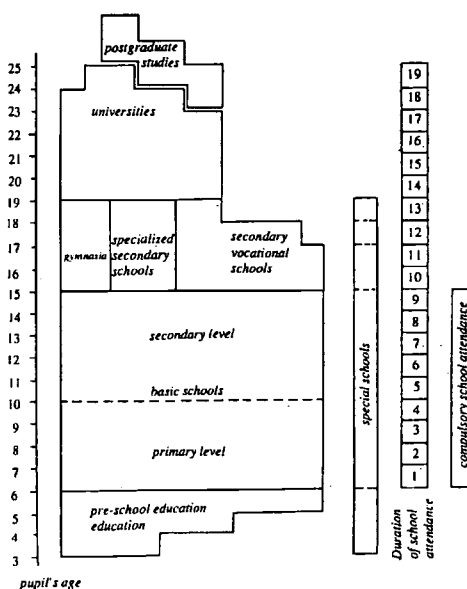 postgraduate
studies
25
24
23
22
21
20
19
18
17
16
15
14
13
12
11
10
9
8
7
6
5
4
3
pupil's age
universities
gymnasia
specialized
secondary
schools
secondary
vocational
schools
secondary level
basic schools
primary level
pre-school education
education
special schools
19
18
17
16
15
14
13
12
11
10
9
8
7
6
5
4
3
2
1
Duration
of school
attendance
compulsory school attendance